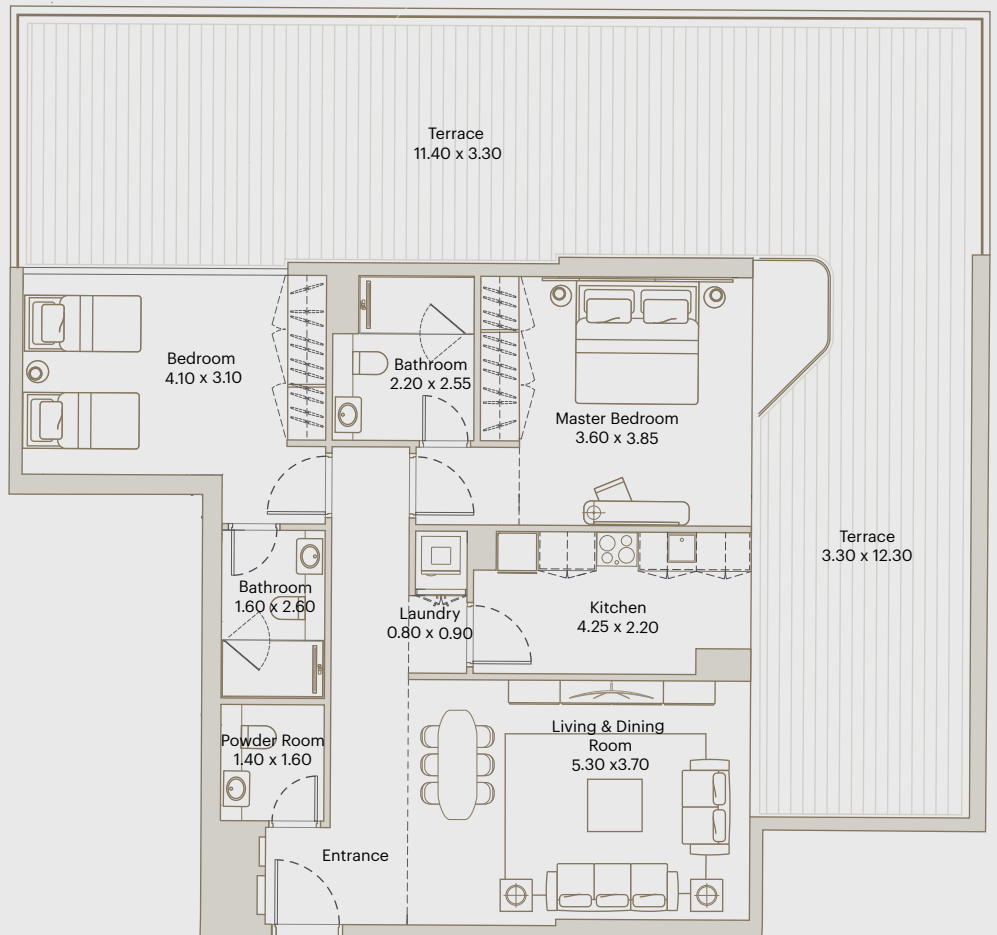 Terrace
11.40 x 3.30
Bedroom
4.10 x 3.10
Bathroom
2.20 x 2.55
Master Bedroom
3.60 x 3.85
Terrace
3.30 x 12.30
Bathroom
1.60 x 2.60
Laundry
0.80 x 0.90
Kitchen
4.25 x 2.20
Powder Room
1.40 x 1.60
Living & Dining
Room
5.30 x3.70
Entrance